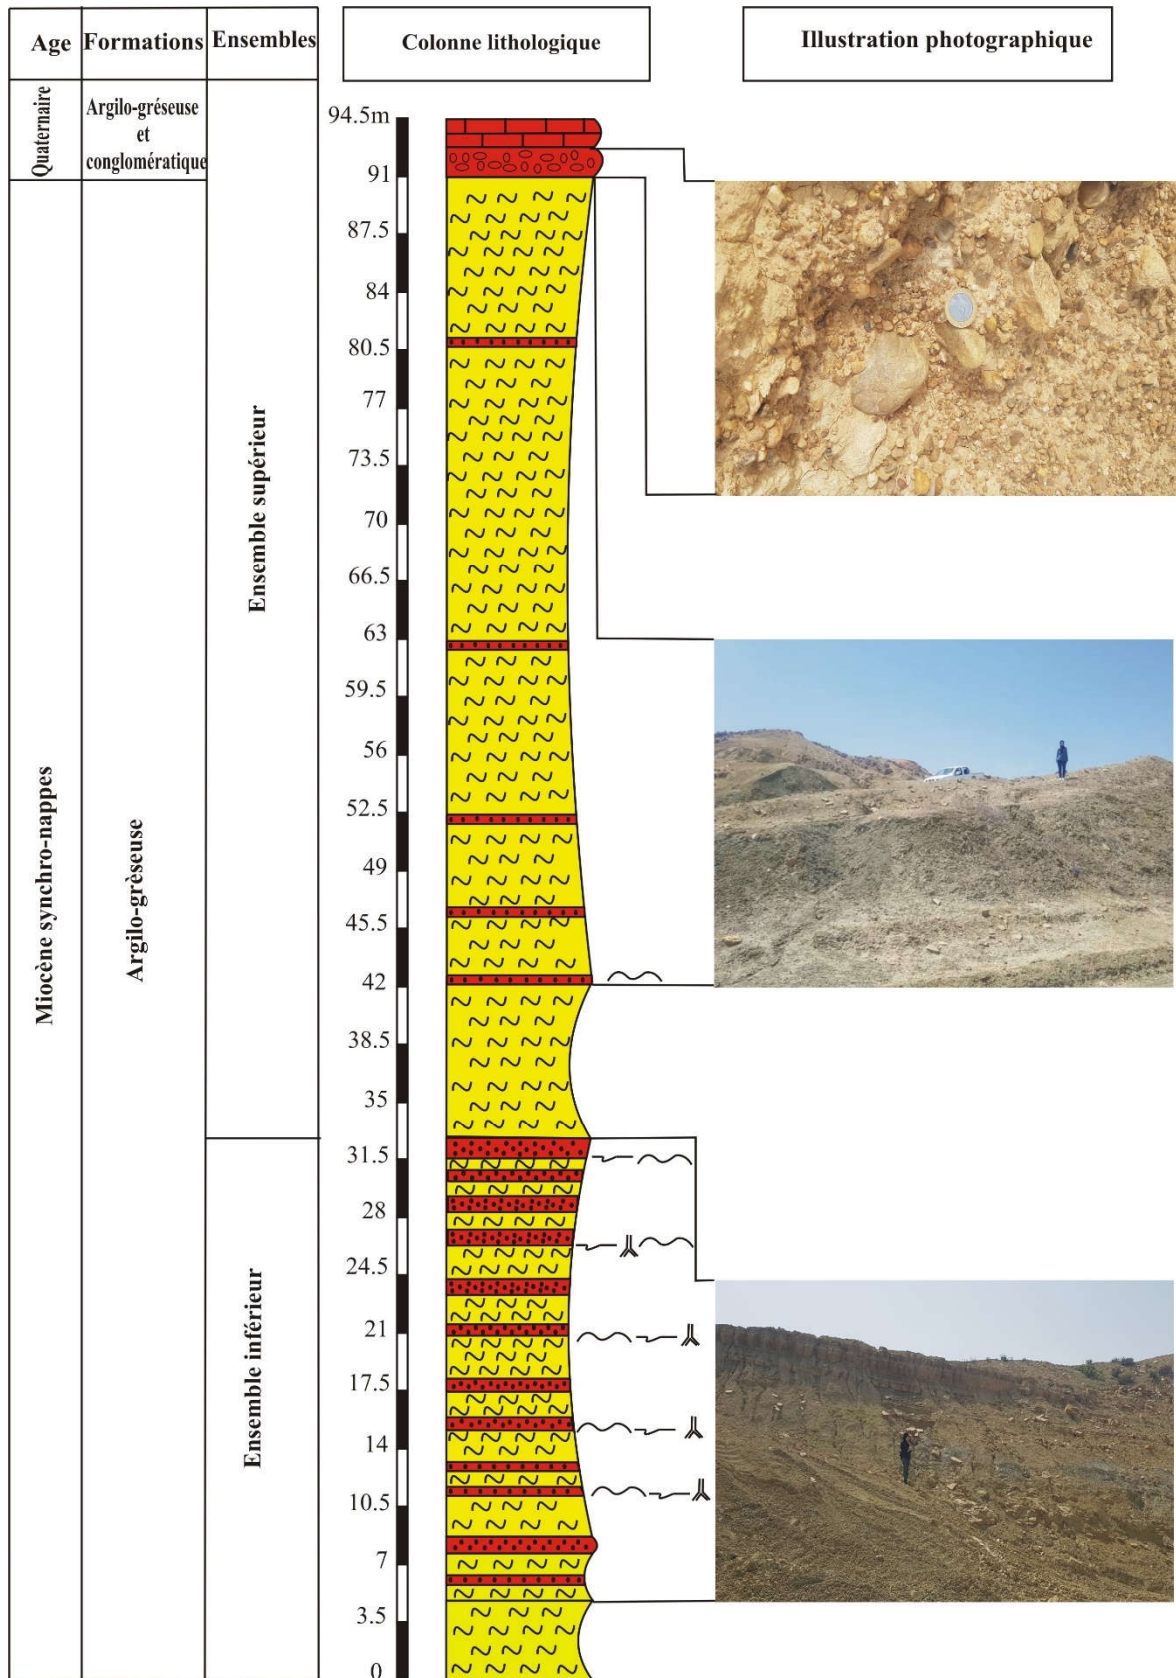 Age
Formations
Ensembles
Colonne lithologique
Illustration photographique
Quaternaire
Argilo-gréseuse
et
conglomératique
Miocène synchro-nappes
Argilo-grèseuse
Ensemble supérieur
Ensemble inférieur
94.5m
91
87.5
84
80.5
77
73.5
70
66.5
63
59.5
56
52.5
49
45.5
42
38.5
35
31.5
28
24.5
21
17.5
14
10.5
7
3.5
0